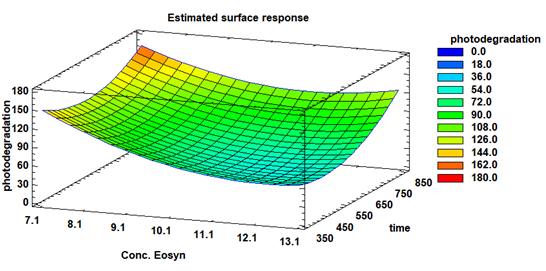 Estimated surface response
photodegradation
0.0
18.0
36.0
54.0
72.0
90.0
108.0
126.0
144.0
162.0
180.0
photodegradation
180
150
120
90
60
30
0
7.1 8.1 9.1 10.1 11.1 12.1 13.1
Conc. Eosyn
350 450 550 650 750 850
time